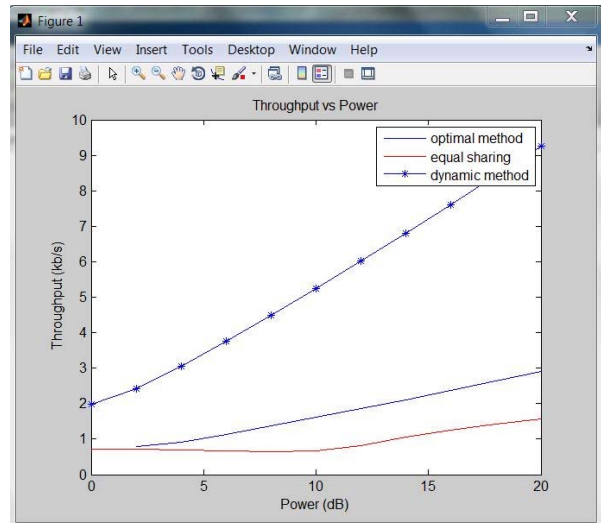 Figure 1
File Edit View Insert Tools Desktop Window Help
Throughput vs Power
optimal method
equal sharing
dynamic method
10
9
8
7
6
5
4
3
2
1
0
Throughput (kb/s)
0 5 10 15 20
Power (dB)